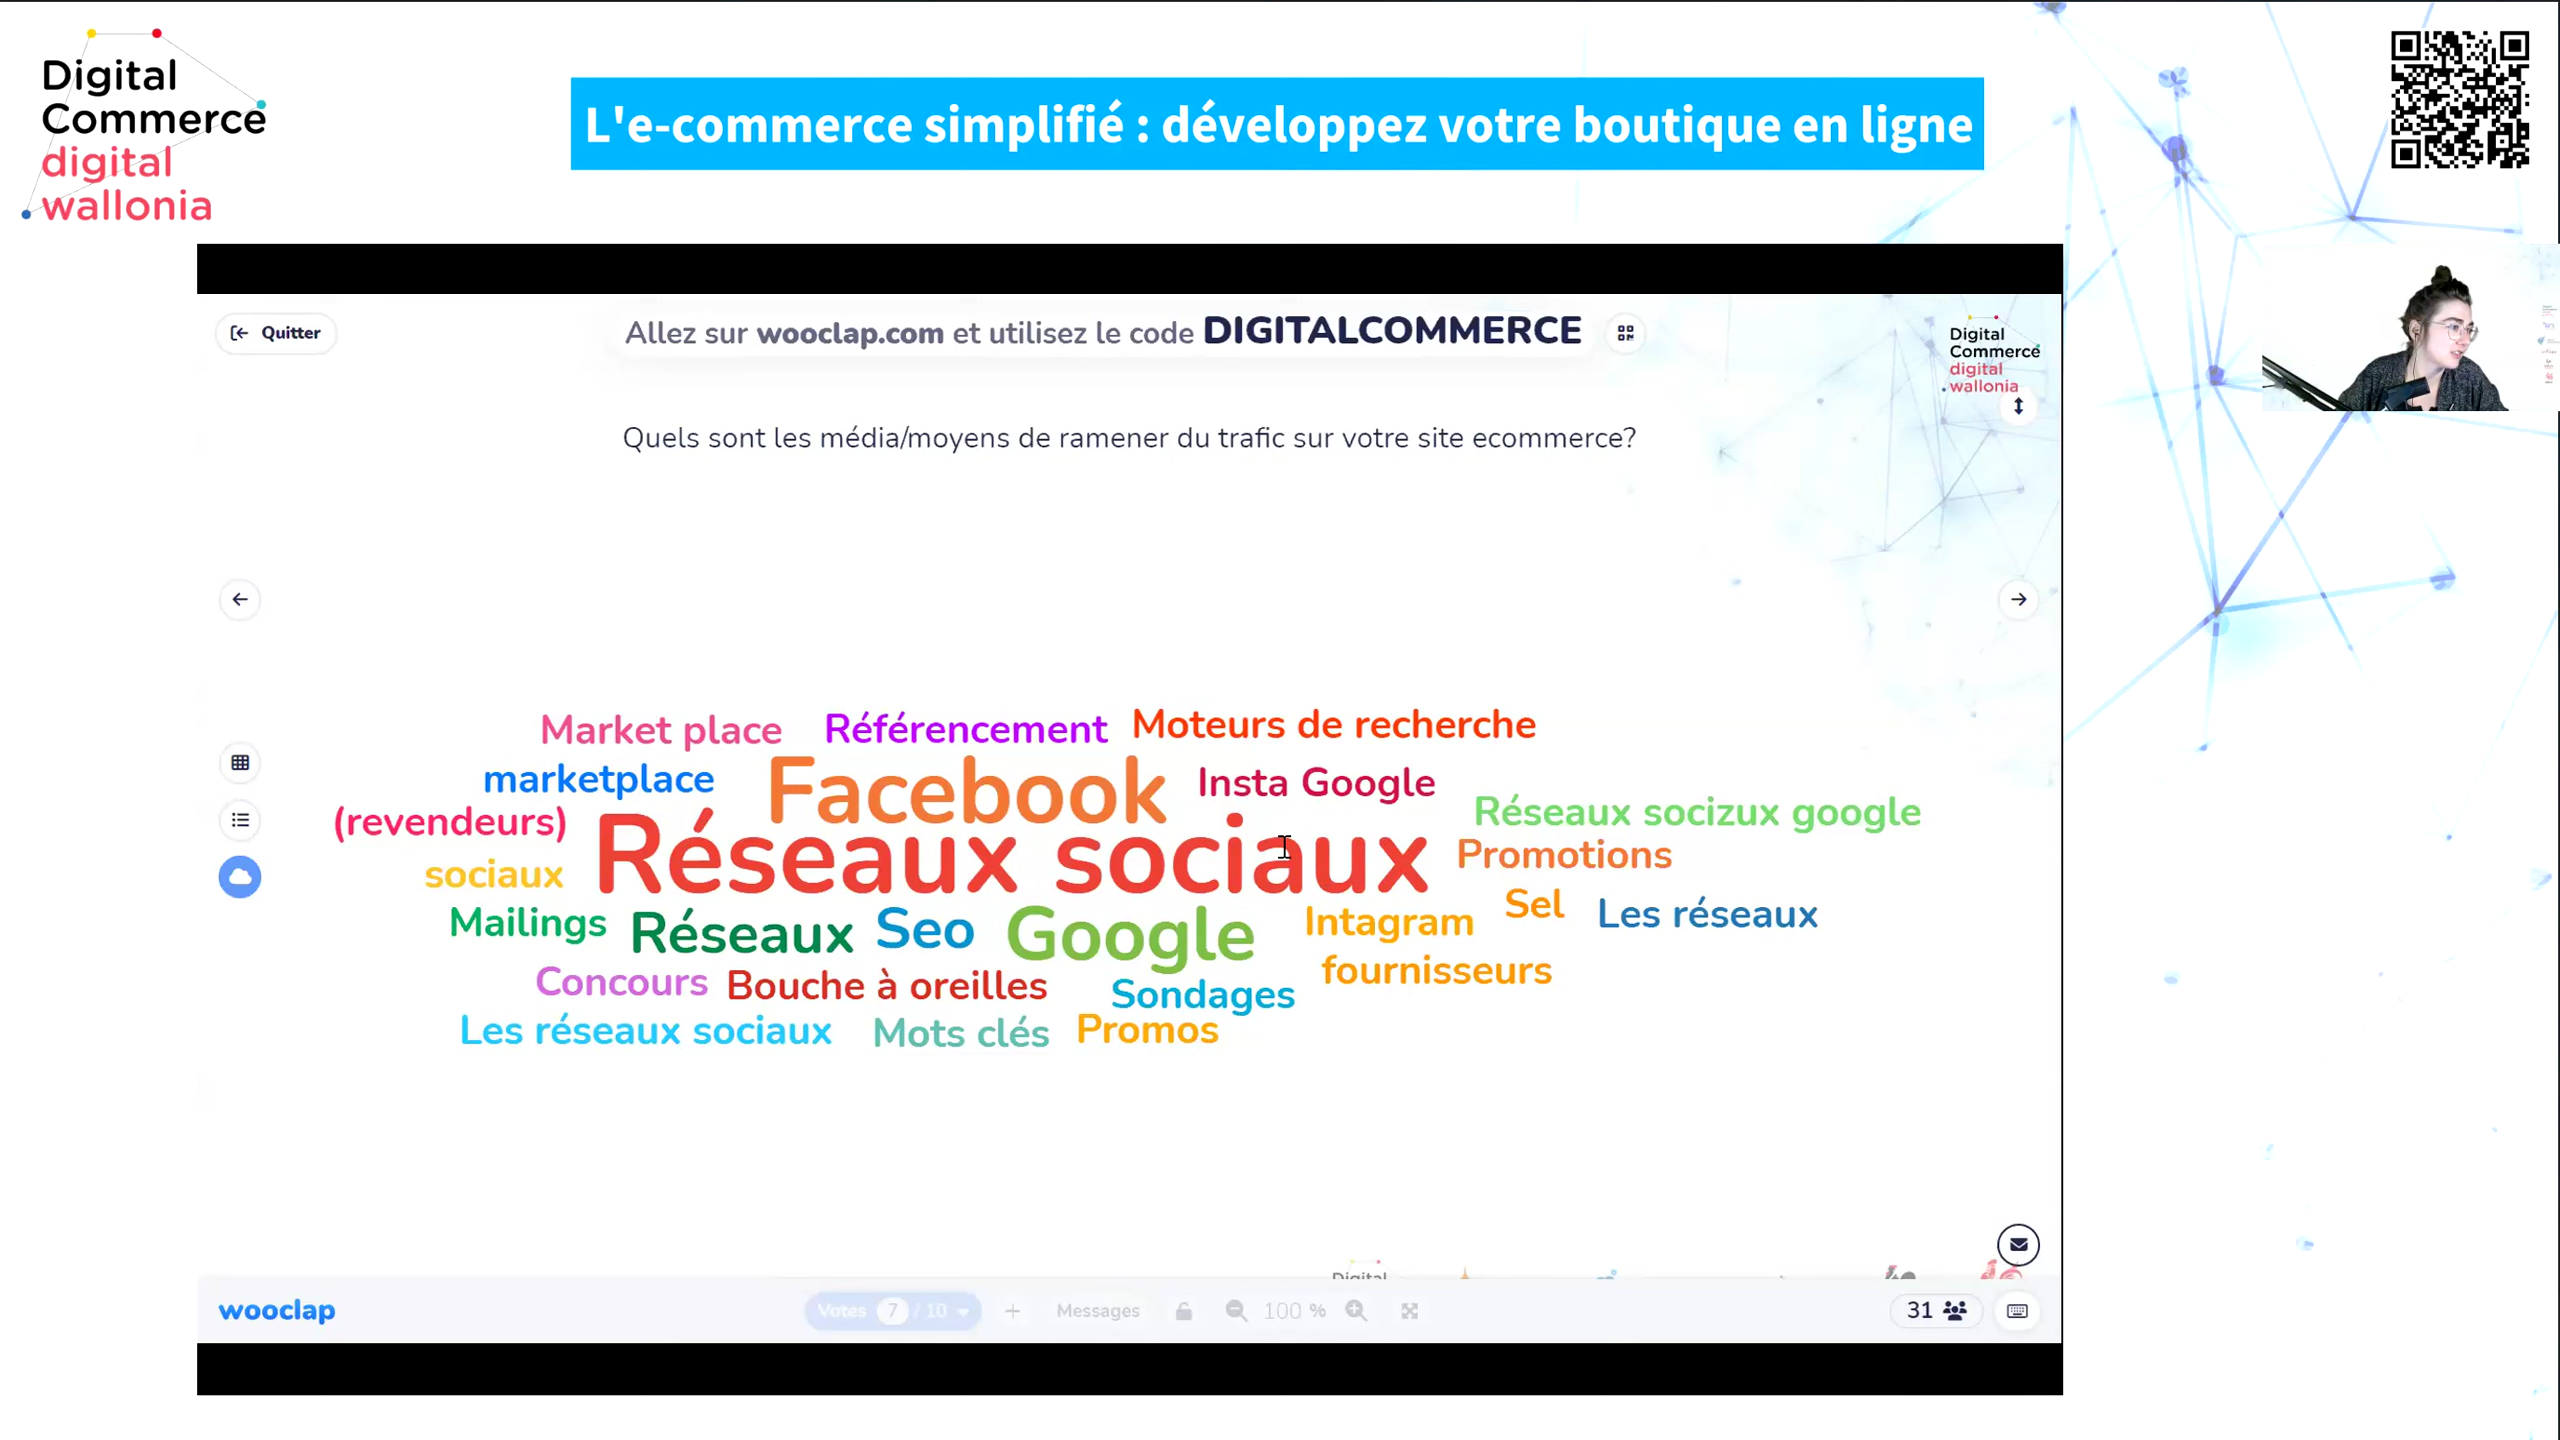 Digital
Commerce
digital
wallonia
L'e-commerce simplifié : développez votre boutique en ligne
Quitter
Allez sur wooclap.com et utilisez le code DIGITALCOMMERCE
Digital
Commerce
digital
wallonia
Quels sont les média/moyens de ramener du trafic sur votre site ecommerce?
Market place Référencement Moteurs de recherche
marketplace Facebook Insta Google
(revendeurs) Réseaux sociaux Réseaux socizux google
sociaux Promotions
Mailings Réseaux Seo Google Intagram Sel Les réseaux
Concours Bouche à oreilles Sondages fournisseurs
Les réseaux sociaux Mots clés Promos
Digital
wooclap Votes 7 / 10 Messages 100 % 31